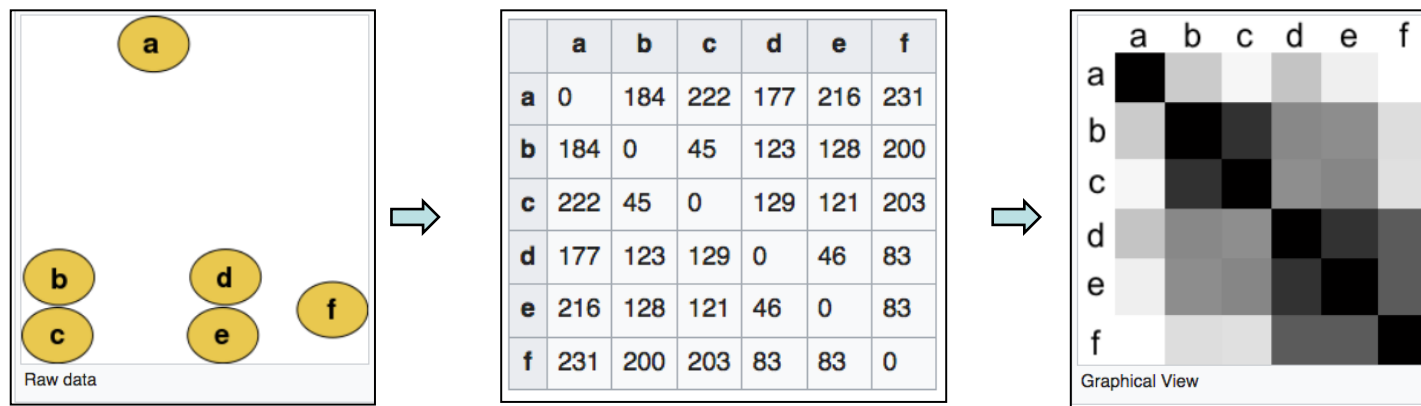 a
b
d
f
c
e
Raw data
a b c d e f
a 0 184 222 177 216 231
b 184 0 45 123 128 200
c 222 45 0 129 121 203
d 177 123 129 0 46 83
e 216 128 121 46 0 83
f 231 200 203 83 83 0
a b c d e f
a
b
c
d
e
f
Graphical View